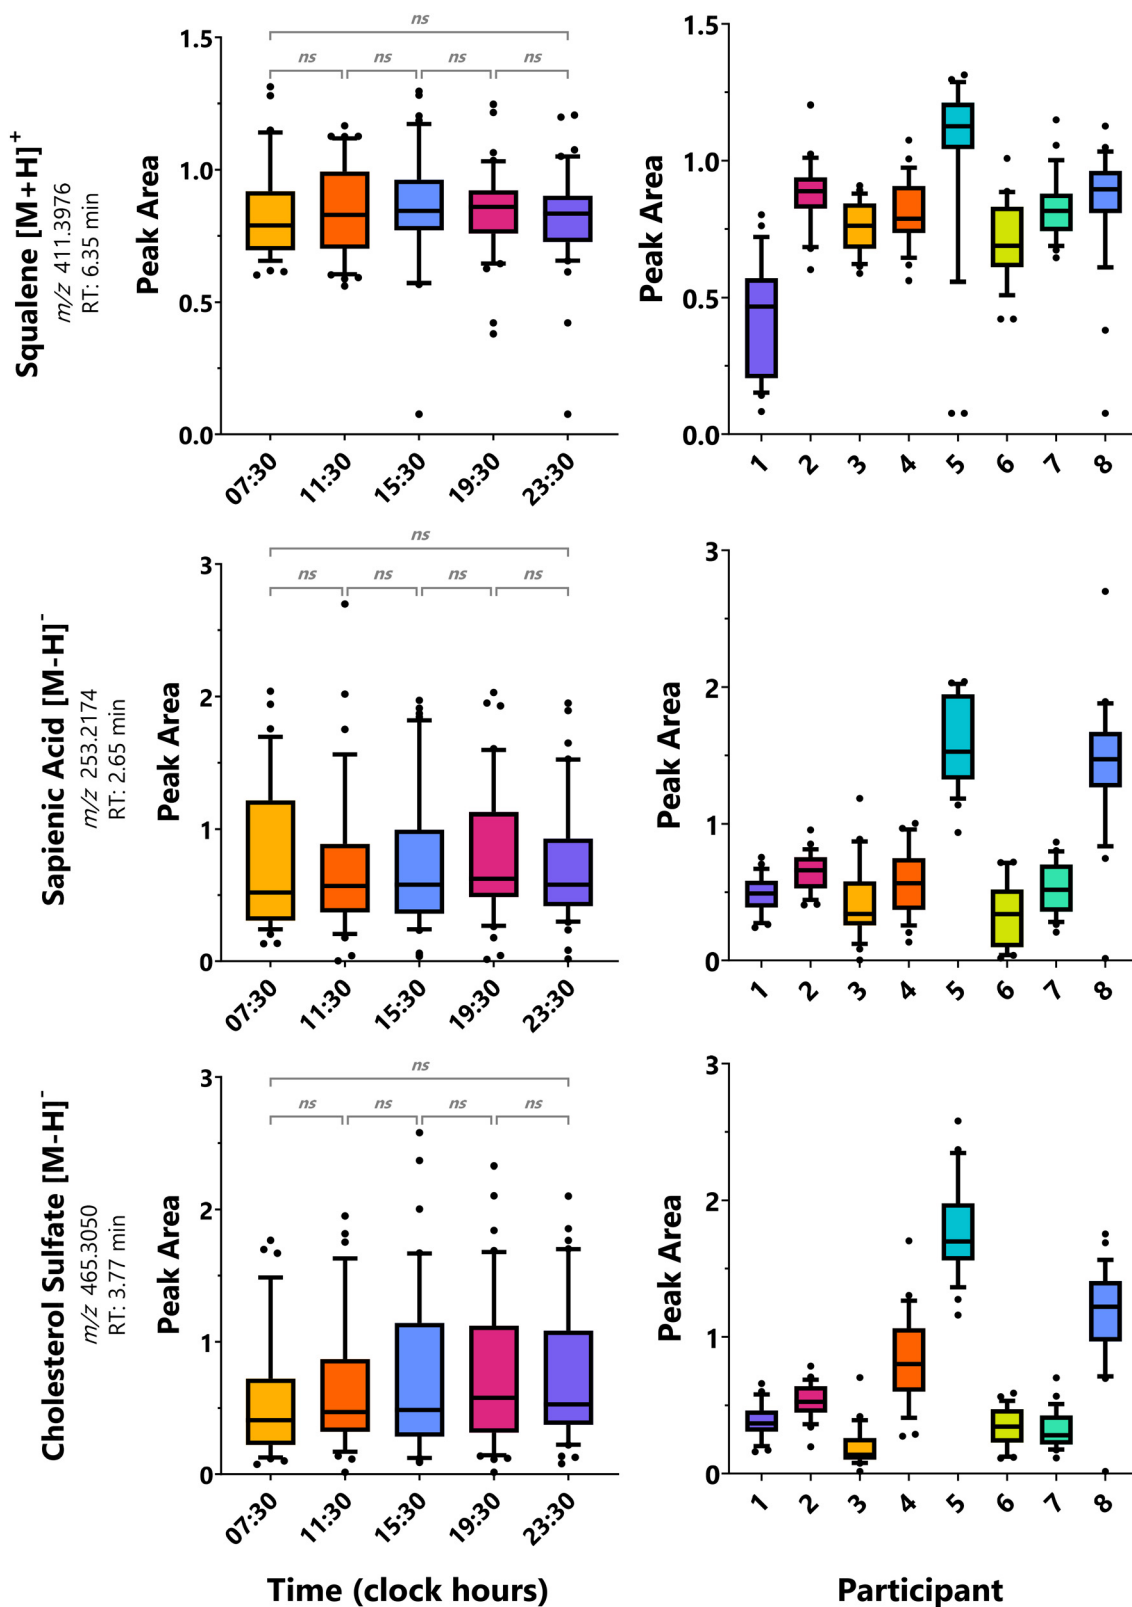 Squalene [M+H]⁺
m/z 411.3976
RT: 6.35 min
Peak Area
1.5
1.0
0.5
0.0
ns
ns ns ns ns
07:30 11:30 15:30 19:30 23:30
Peak Area
1.5
1.0
0.5
0.0
1 2 3 4 5 6 7 8
Sapienic Acid [M-H]⁻
m/z 253.2174
RT: 2.65 min
Peak Area
3
2
1
0
ns
ns ns ns ns
07:30 11:30 15:30 19:30 23:30
Peak Area
3
2
1
0
1 2 3 4 5 6 7 8
Cholesterol Sulfate [M-H]⁻
m/z 465.3050
RT: 3.77 min
Peak Area
3
2
1
0
ns
ns ns ns ns
07:30 11:30 15:30 19:30 23:30
Peak Area
3
2
1
0
1 2 3 4 5 6 7 8
Time (clock hours)
Participant